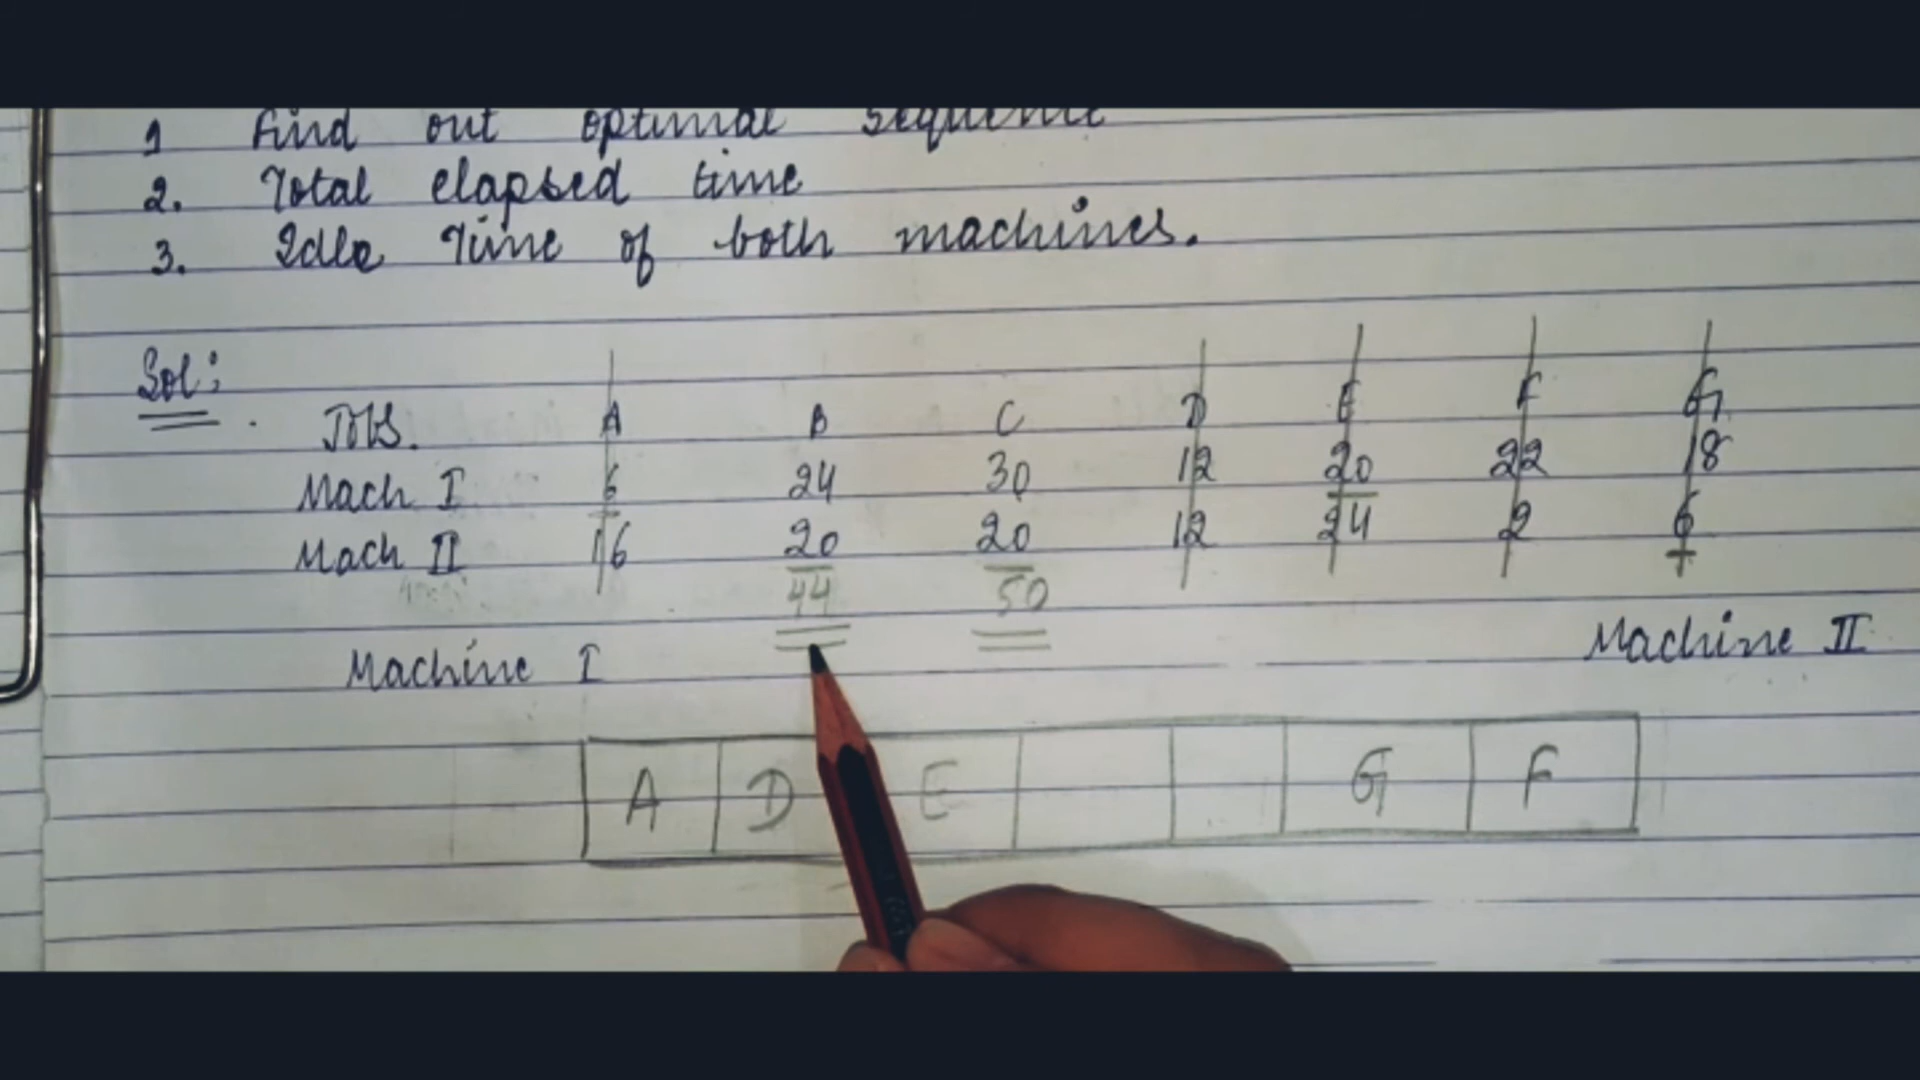 1 Find out optimal sequence
2. Total elapsed time
3. Idle Time of both machines.
Sol:
Jobs. A B C D E F G
Mach I 6 24 30 12 20 22 18
Mach II 16 20 20 12 24 2 6
44 50
Machine I Machine II
A D E G F